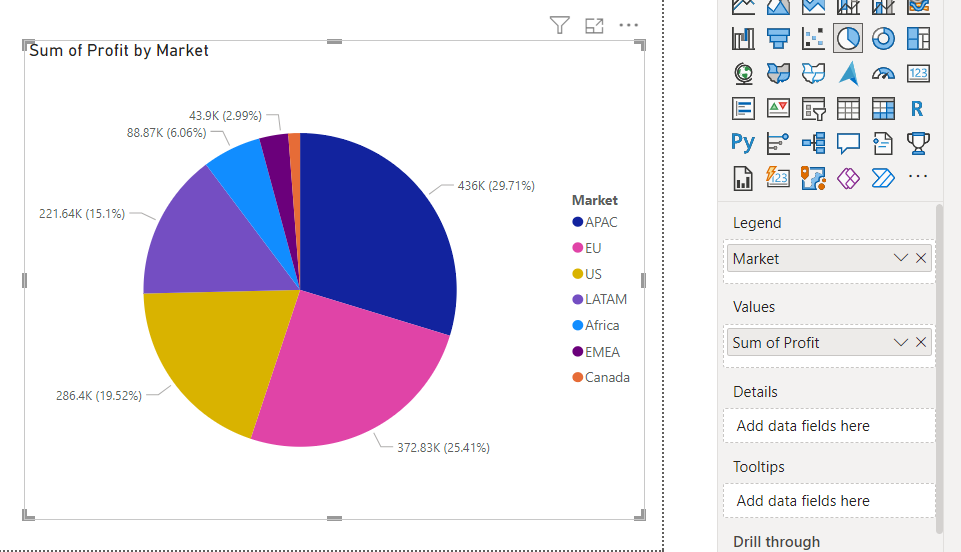 Sum of Profit by Market
43.9K (2.99%)
88.87K (6.06%)
436K (29.71%)
221.64K (15.1%)
286.4K (19.52%)
372.83K (25.41%)
Market
APAC
EU
US
LATAM
Africa
EMEA
Canada
123
R
Py
123
Legend
Market
Values
Sum of Profit
Details
Add data fields here
Tooltips
Add data fields here
Drill through